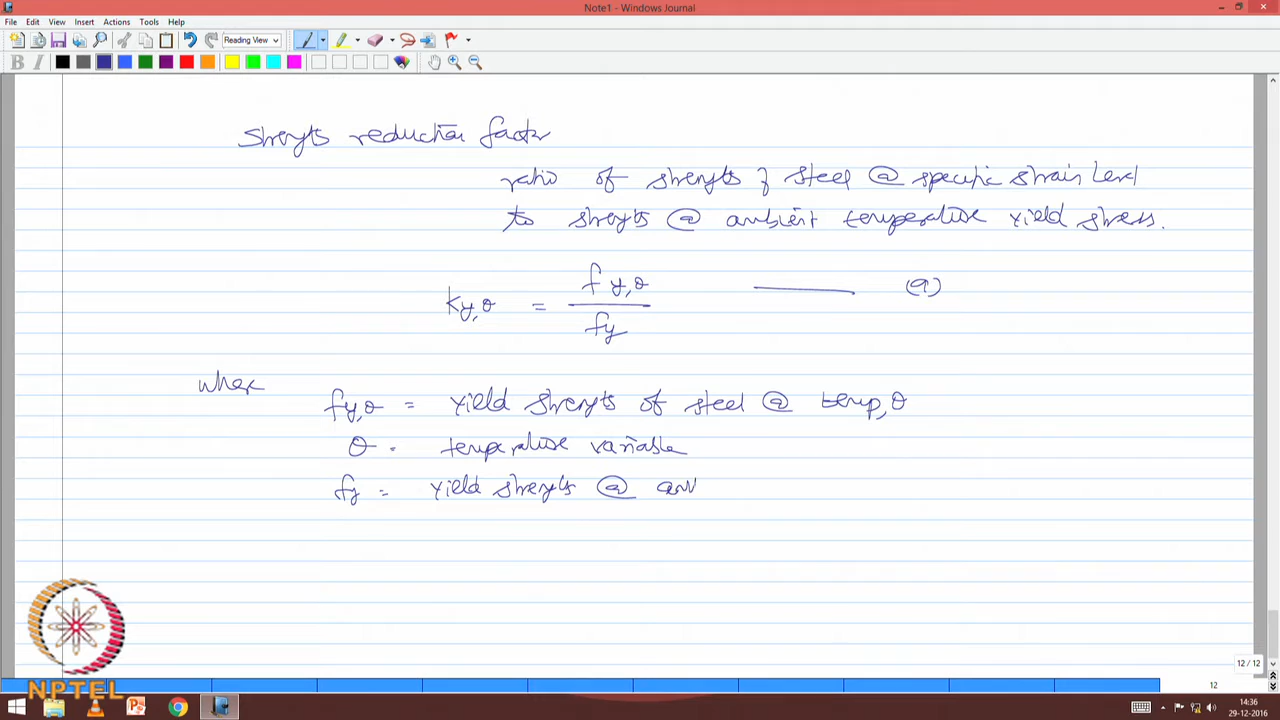 Note1 - Windows Journal
File Edit View Insert Actions Tools Help
Reading View
B I
Strength reduction factor
ratio of strength of steel @ specific strain level
to strength @ ambient temperature yield stress.
ky,θ = fy,θ / fy (9)
where
fy,θ = yield strength of steel @ temp, θ
θ = temperature variable
fy = yield strength @ am
12 / 12
12
NPTEL
14:36
29-12-2016